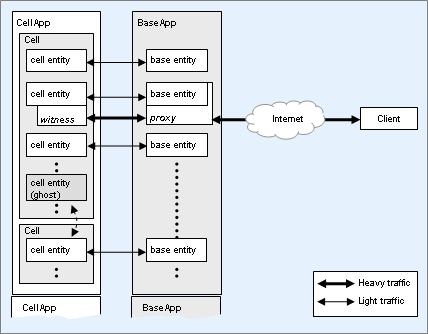 CellApp
BaseApp
Cell
cell entity
base entity
cell entity
base entity
witness
proxy
Internet
Client
cell entity
base entity
cell entity
(ghost)
Cell
cell entity
base entity
Heavy traffic
Light traffic
CellApp
BaseApp